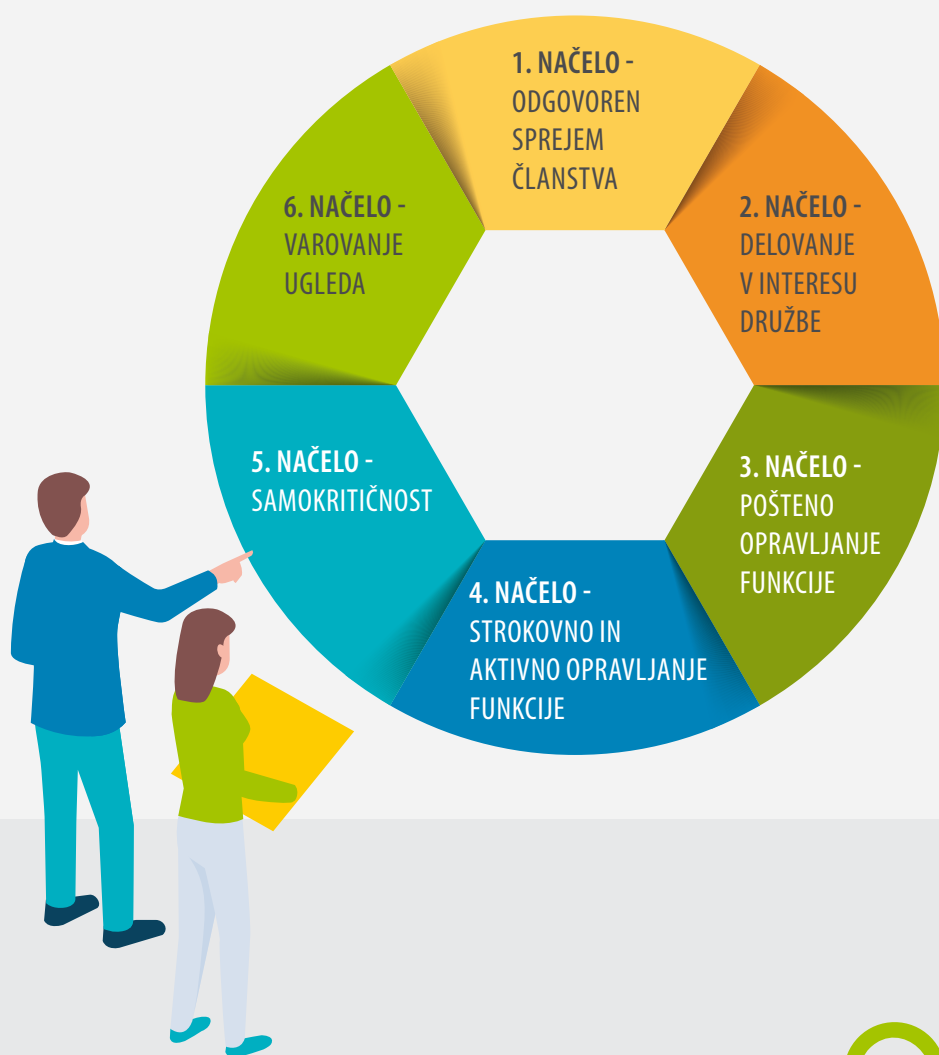 1. NAČELO -
ODGOVOREN
SPREJEM
ČLANSTVA
2. NAČELO -
DELOVANJE
V INTERESU
DRUŽBE
3. NAČELO -
POŠTENO
OPRAVLJANJE
FUNKCIJE
4. NAČELO -
STROKOVNO IN
AKTIVNO OPRAVLJANJE
FUNKCIJE
5. NAČELO -
SAMOKRITIČNOST
6. NAČELO -
VAROVANJE
UGLEDA